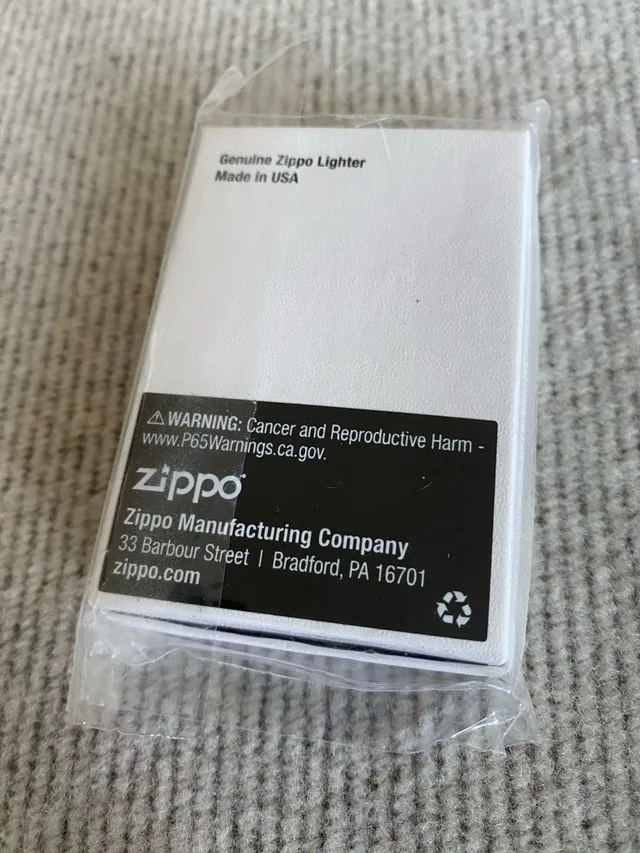 Genuine Zippo Lighter
Made in USA
⚠ WARNING: Cancer and Reproductive Harm -
www.P65Warnings.ca.gov.
zippo
Zippo Manufacturing Company
33 Barbour Street | Bradford, PA 16701
zippo.com